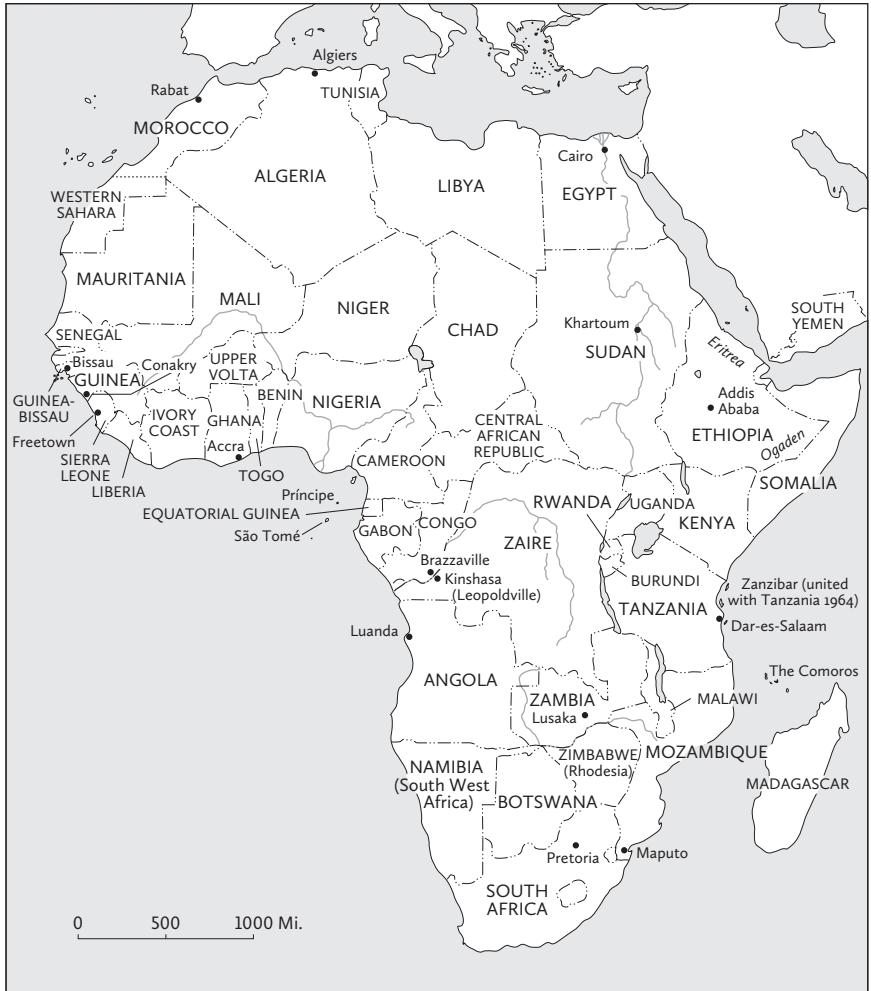 Algiers
Rabat
TUNISIA
MOROCCO
Cairo
ALGERIA
LIBYA
EGYPT
WESTERN
SAHARA
MAURITANIA
MALI
NIGER
CHAD
Khartoum
SUDAN
SOUTH
YEMEN
Eritrea
SENEGAL
Bissau
Conakry
GUINEA
UPPER
VOLTA
GUINEA-
BISSAU
BENIN
NIGERIA
Addis
Ababa
IVORY
COAST
GHANA
Freetown
CENTRAL
AFRICAN
REPUBLIC
ETHIOPIA
Ogaden
Accra
SIERRA
LEONE
LIBERIA
TOGO
CAMEROON
SOMALIA
Príncipe
EQUATORIAL GUINEA
São Tomé
GABON
CONGO
RWANDA
UGANDA
KENYA
ZAIRE
Brazzaville
Kinshasa
(Leopoldville)
BURUNDI
TANZANIA
Zanzibar (united
with Tanzania 1964)
Dar-es-Salaam
Luanda
ANGOLA
The Comoros
ZAMBIA
Lusaka
MALAWI
MOZAMBIQUE
ZIMBABWE
(Rhodesia)
NAMIBIA
(South West
Africa)
BOTSWANA
MADAGASCAR
Pretoria
Maputo
SOUTH
AFRICA
0 500 1000 Mi.